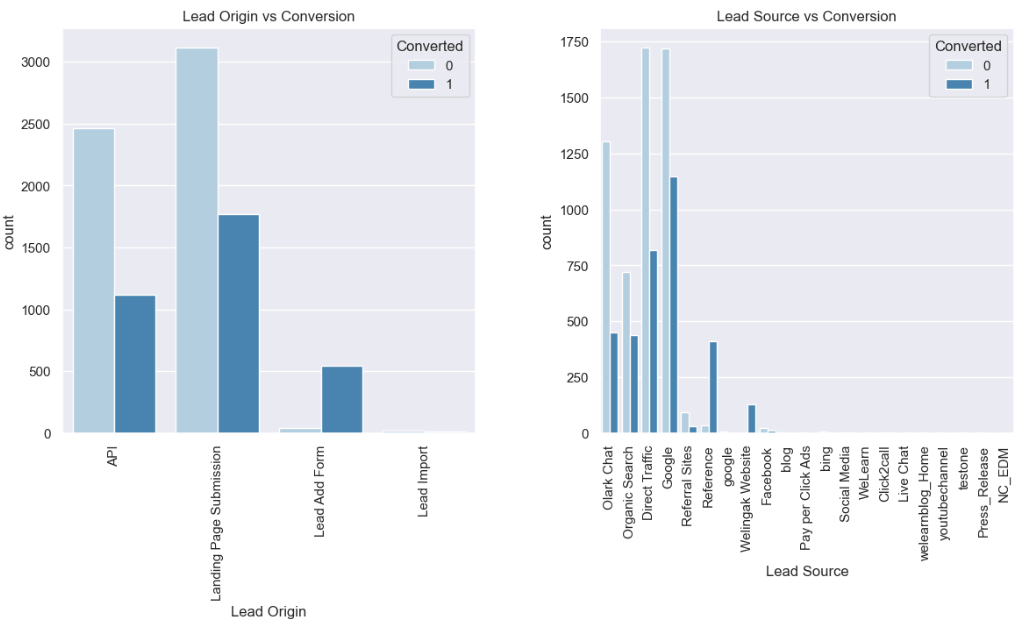 Lead Origin vs Conversion
3000
2500
2000
1500
1000
500
0
count
Converted
0
1
API
Landing Page Submission
Lead Add Form
Lead Import
Lead Origin
Lead Source vs Conversion
1750
1500
1250
1000
750
500
250
0
count
Converted
0
1
Olark Chat
Organic Search
Direct Traffic
Google
Referral Sites
Reference
google
Welingak Website
Facebook
blog
Pay per Click Ads
bing
Social Media
WeLearn
Click2call
Live Chat
welearnblog_Home
youtubechannel
testone
Press_Release
NC_EDM
Lead Source